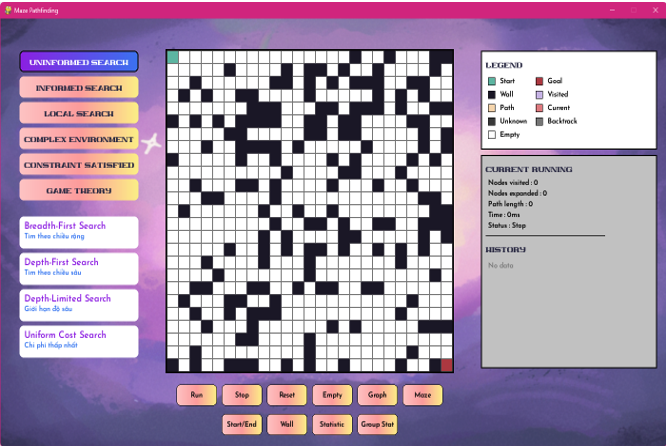 Maze Pathfinding
UNINFORMED SEARCH
INFORMED SEARCH
LOCAL SEARCH
COMPLEX ENVIRONMENT
CONSTRAINT SATISFIED
GAME THEORY
Breadth-First Search
Tìm theo chiều rộng
Depth-First Search
Tìm theo chiều sâu
Depth-Limited Search
Giới hạn độ sâu
Uniform Cost Search
Chi phí thấp nhất
Run
Stop
Reset
Empty
Graph
Maze
Start/End
Wall
Statistic
Group Stat
LEGEND
Start
Goal
Wall
Visited
Path
Current
Unknown
Backtrack
Empty
CURRENT RUNNING
Nodes visited : 0
Nodes expanded : 0
Path length : 0
Time : 0ms
Status : Stop
HISTORY
No data